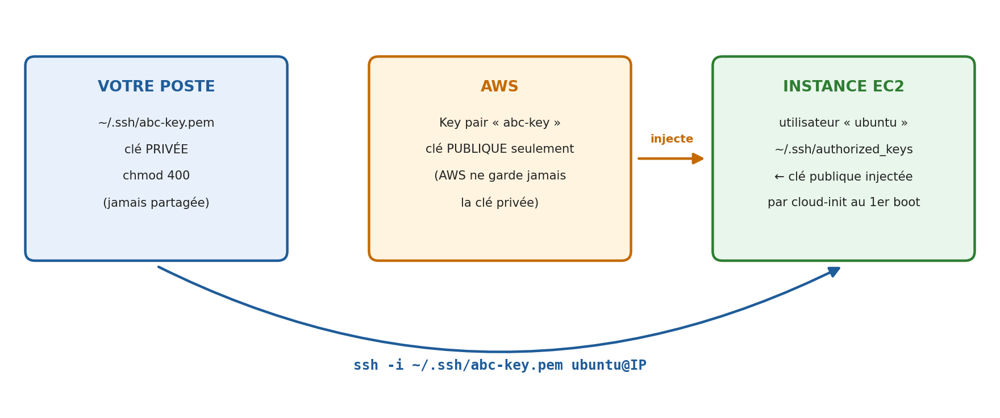 VOTRE POSTE
~/.ssh/abc-key.pem
clé PRIVÉE
chmod 400
(jamais partagée)
AWS
Key pair « abc-key »
clé PUBLIQUE seulement
(AWS ne garde jamais
la clé privée)
injecte
INSTANCE EC2
utilisateur « ubuntu »
~/.ssh/authorized_keys
← clé publique injectée
par cloud-init au 1er boot
ssh -i ~/.ssh/abc-key.pem ubuntu@IP